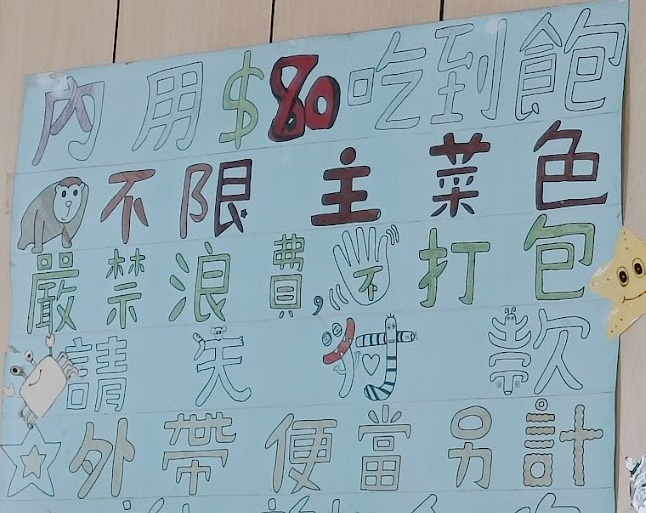 內用$80吃到飽
不限主菜色
嚴禁浪費,不打包
請先付款
外帶便當另計